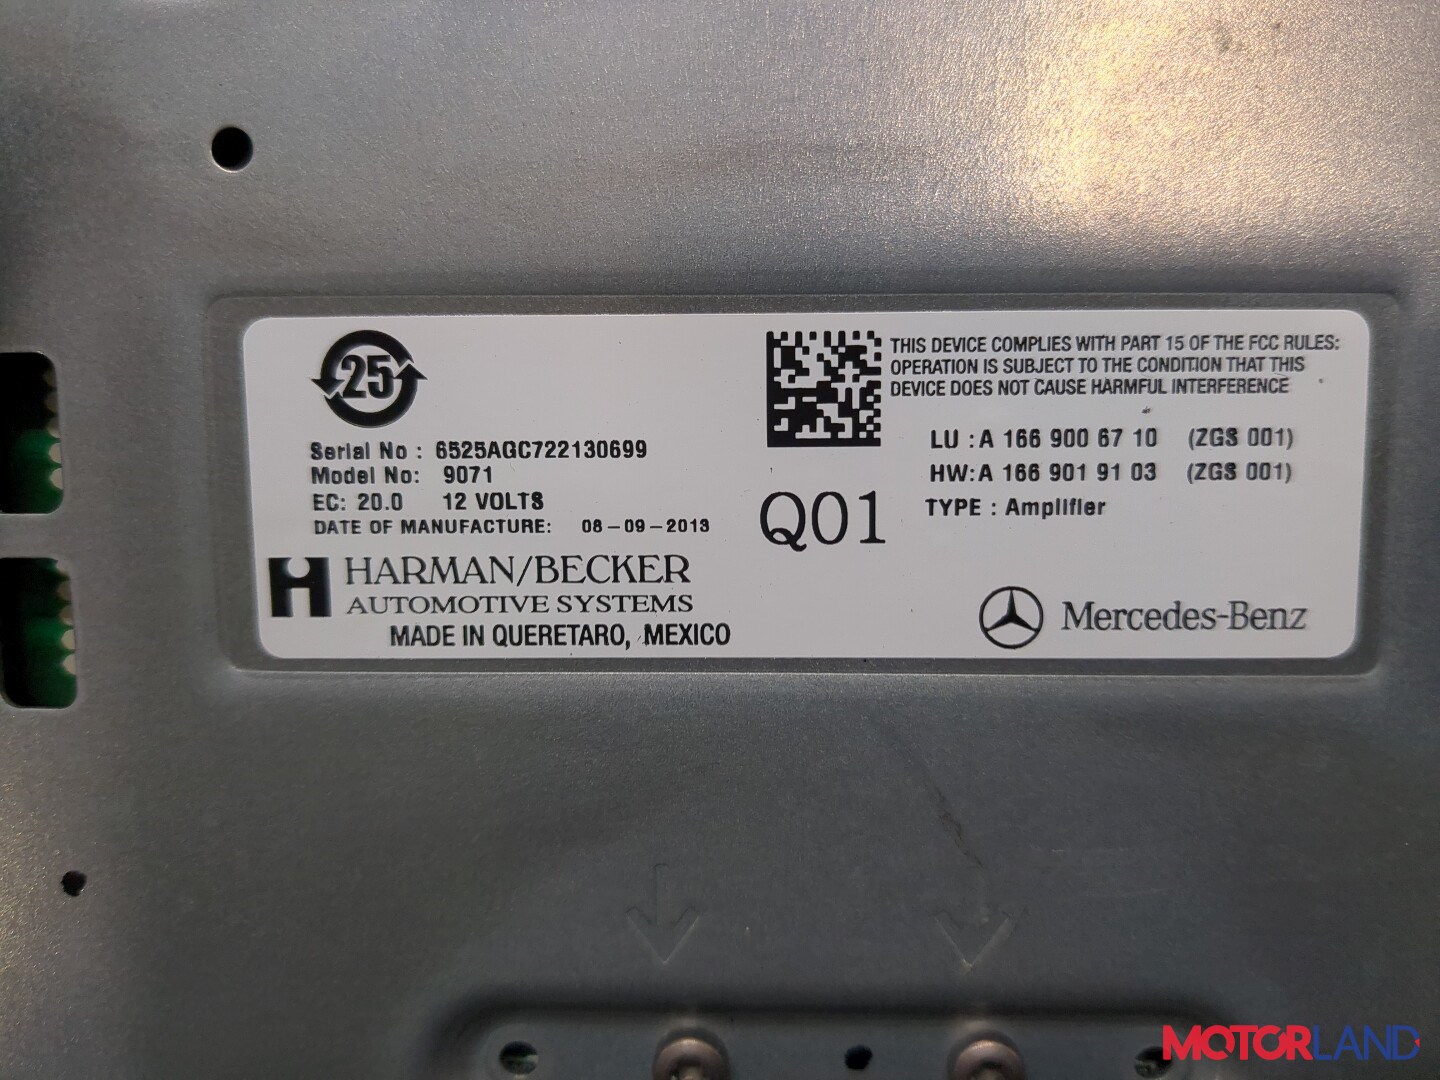 25
Serial No : 6525AGC722130699
Model No: 9071
EC: 20.0 12 VOLTS
DATE OF MANUFACTURE: 08-09-2013
HARMAN/BECKER
AUTOMOTIVE SYSTEMS
MADE IN QUERETARO, MEXICO
Q01
THIS DEVICE COMPLIES WITH PART 15 OF THE FCC RULES:
OPERATION IS SUBJECT TO THE CONDITION THAT THIS
DEVICE DOES NOT CAUSE HARMFUL INTERFERENCE
LU : A 166 900 67 10 (ZGS 001)
HW: A 166 901 91 03 (ZGS 001)
TYPE : Amplifier
Mercedes-Benz
MOTORLAND